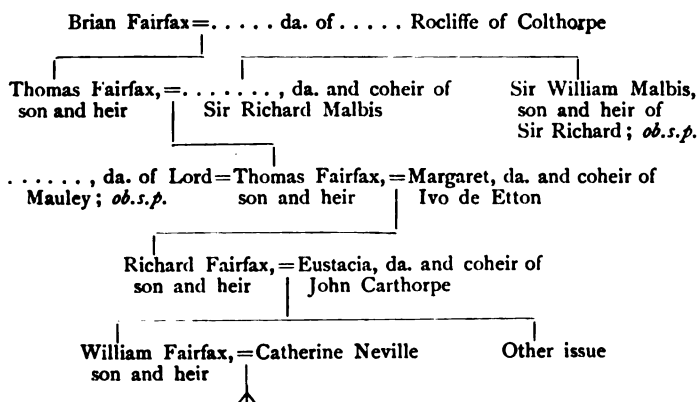 Brian Fairfax=..... da. of ..... Rocliffe of Colthorpe
Thomas Fairfax,=........, da. and coheir of
son and heir Sir Richard Malbis
Sir William Malbis,
son and heir of
Sir Richard; ob.s.p.
......, da. of Lord=Thomas Fairfax,=Margaret, da. and coheir of
Mauley; ob.s.p. son and heir Ivo de Etton
Richard Fairfax,=Eustacia, da. and coheir of
son and heir John Carthorpe
William Fairfax,=Catherine Neville
son and heir
Other issue